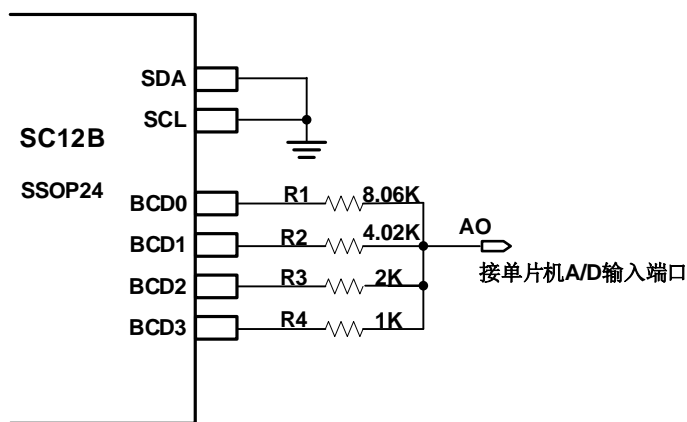 SDA
SCL
SC12B
SSOP24
BCD0 R1 8.06K
AO
BCD1 R2 4.02K
接单片机A/D输入端口
BCD2 R3 2K
BCD3 R4 1K